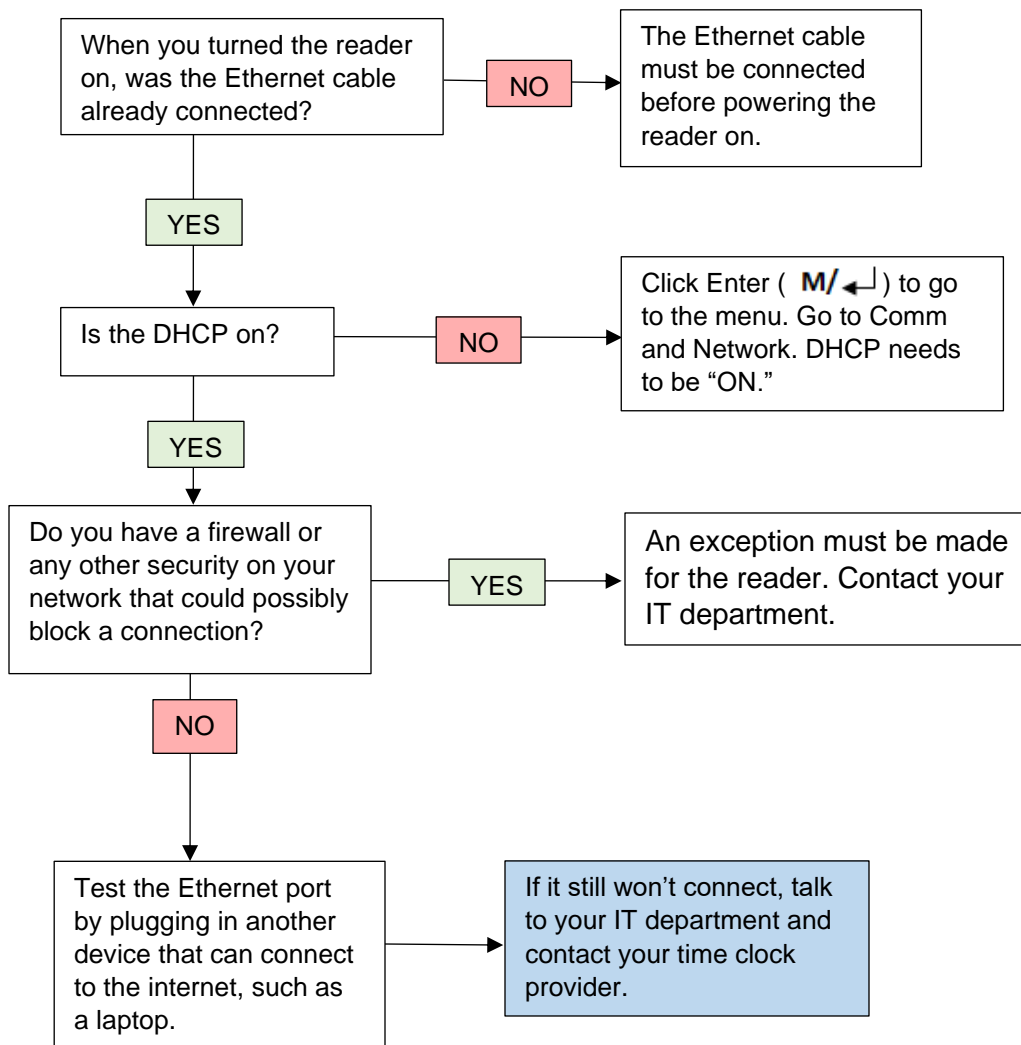 When you turned the reader
on, was the Ethernet cable
already connected?
NO
The Ethernet cable
must be connected
before powering the
reader on.
YES
Is the DHCP on?
NO
Click Enter ( M/↵ ) to go
to the menu. Go to Comm
and Network. DHCP needs
to be “ON.”
YES
Do you have a firewall or
any other security on your
network that could possibly
block a connection?
YES
An exception must be made
for the reader. Contact your
IT department.
NO
Test the Ethernet port
by plugging in another
device that can connect
to the internet, such as
a laptop.
If it still won’t connect, talk
to your IT department and
contact your time clock
provider.